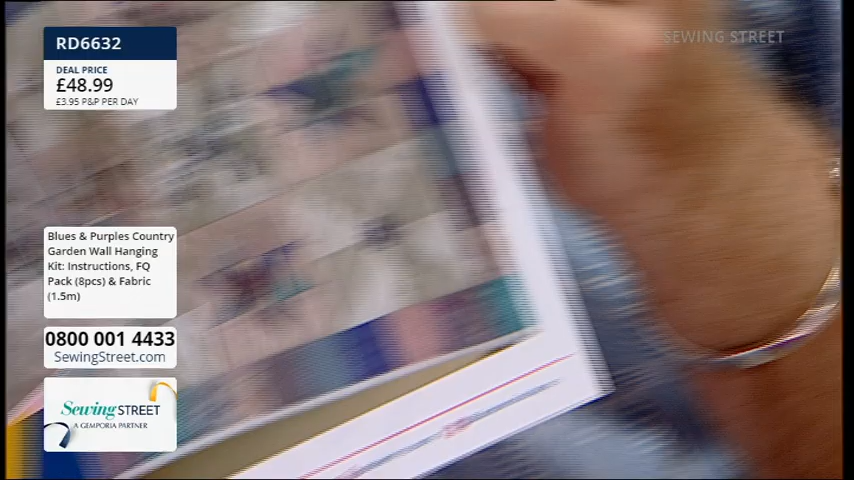 RD6632
SEWING STREET
DEAL PRICE
£48.99
£3.95 P&P PER DAY
Blues & Purples Country
Garden Wall Hanging
Kit: Instructions, FQ
Pack (8pcs) & Fabric
(1.5m)
0800 001 4433
SewingStreet.com
Sewing STREET
A GEMPORIA PARTNER